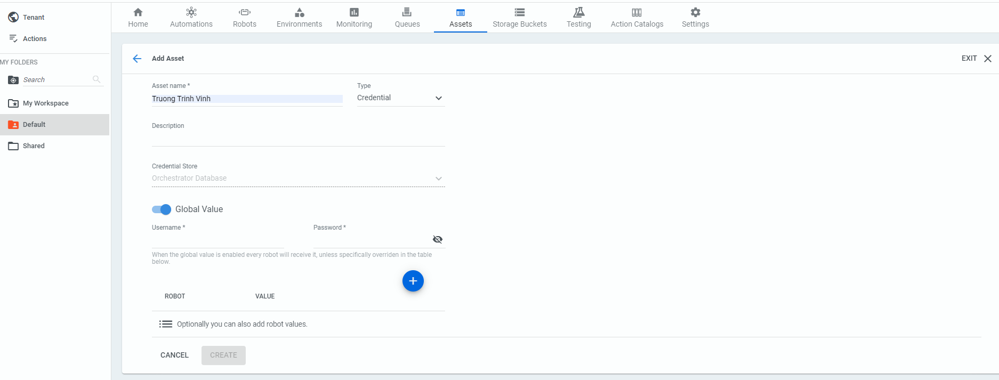 Tenant
Actions
MY FOLDERS
Search
My Workspace
Default
Shared
Home
Automations
Robots
Environments
Monitoring
Queues
Assets
Storage Buckets
Testing
Action Catalogs
Settings
Add Asset
EXIT
Asset name *
Type
Truong Trinh Vinh
Credential
Description
Credential Store
Orchestrator Database
Global Value
Username *
Password *
When the global value is enabled every robot will receive it, unless specifically overriden in the table
below.
ROBOT
VALUE
Optionally you can also add robot values.
CANCEL
CREATE